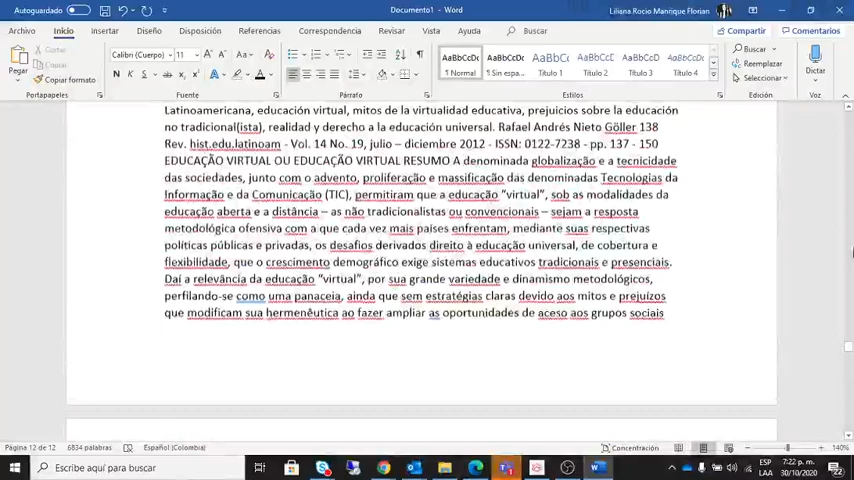 Autoguardado
Documento1 - Word
Liliana Rocio Manrique Florian
Archivo Inicio Insertar Diseño Disposición Referencias Correspondencia Revisar Vista Ayuda Buscar Compartir Comentarios
Pegar
Cortar
Copiar
Copiar formato
Calibri (Cuerpo) 11
N K S
AaBbCcDc AaBbCcDc AaBbCc AaBbCcC AaBbC AaBbCcDc
1 Normal 1 Sin espa... Título 1 Título 2 Título 3 Título 4
Buscar
Reemplazar
Seleccionar
Dictar
Portapapeles Fuente Párrafo Estilos Edición Voz
Latinoamericana, educación virtual, mitos de la virtualidad educativa, prejuicios sobre la educación
no tradicional(ista), realidad y derecho a la educación universal. Rafael Andrés Nieto Göller 138
Rev. hist.edu.latinoam - Vol. 14 No. 19, julio – diciembre 2012 - ISSN: 0122-7238 - pp. 137 - 150
EDUCAÇÃO VIRTUAL OU EDUCAÇÃO VIRTUAL RESUMO A denominada globalização e a tecnicidade
das sociedades, junto com o advento, proliferação e massificação das denominadas Tecnologias da
Informação e da Comunicação (TIC), permitiram que a educação “virtual”, sob as modalidades da
educação aberta e a distância – as não tradicionalistas ou convencionais – sejam a resposta
metodológica ofensiva com a que cada vez mais países enfrentam, mediante suas respectivas
políticas públicas e privadas, os desafios derivados direito à educação universal, de cobertura e
flexibilidade, que o crescimento demográfico exige sistemas educativos tradicionais e presenciais.
Daí a relevância da educação “virtual”, por sua grande variedade e dinamismo metodológicos,
perfilando-se como uma panaceia, ainda que sem estratégias claras devido aos mitos e prejuízos
que modificam sua hermenêutica ao fazer ampliar as oportunidades de aceso aos grupos sociais
Página 12 de 12 6834 palabras Español (Colombia) Concentración 140%
Escribe aquí para buscar
ESP
LAA
7:22 p. m.
30/10/2020
22